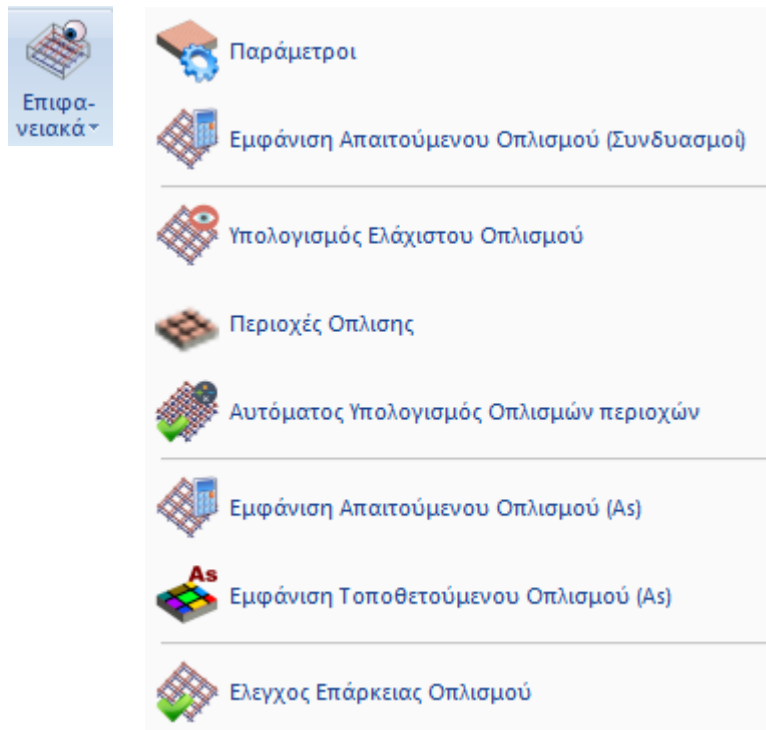 Επιφα-
νειακά
Παράμετροι
Εμφάνιση Απαιτούμενου Οπλισμού (Συνδυασμοί)
Υπολογισμός Ελάχιστου Οπλισμού
Περιοχές Οπλισης
Αυτόματος Υπολογισμός Οπλισμών περιοχών
Εμφάνιση Απαιτούμενου Οπλισμού (As)
As
Εμφάνιση Τοποθετούμενου Οπλισμού (As)
Ελεγχος Επάρκειας Οπλισμού